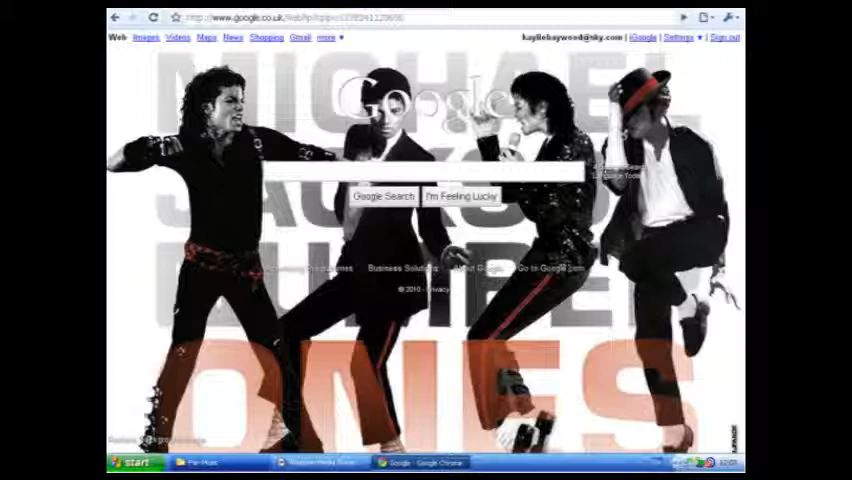 Web Images Videos Maps News Shopping Gmail more ▼
kayliehaywood@sky.com | iGoogle | Settings ▼ | Sign out
MICHAEL
Google
JACKSON
Google Search I'm Feeling Lucky
NUMBER
Business Solutions About Google Go to Google.com
© 2010 - Privacy
ONES
start
Google - Google Chrome